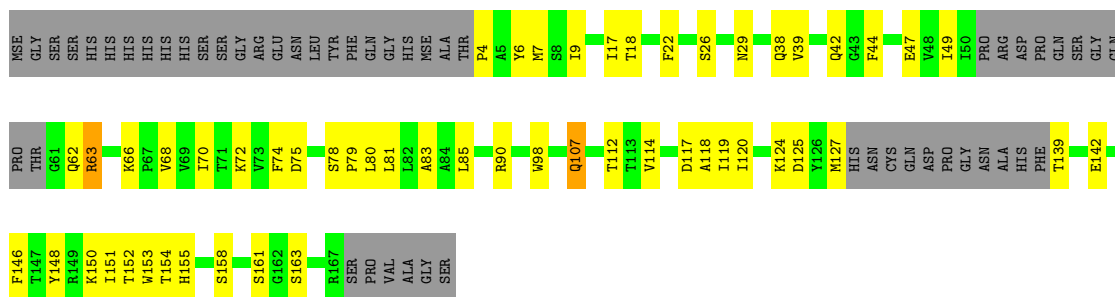 MSE GLY SER SER HIS HIS HIS HIS HIS HIS SER SER GLY ARG GLU ASN LEU TYR PHE GLN GLY HIS MSE ALA THR P4 A5 Y6 M7 S8 I9 I17 T18 F22 S26 N29 Q38 V39 Q42 G43 F44 E47 V48 I49 I50 PRO ARG ASP PRO GLN SER GLY GLN
PRO THR G61 Q62 R63 K66 P67 V68 V69 I70 T71 K72 V73 F74 D75 S78 P79 L80 L81 L82 A83 A84 L85 R90 W98 Q107 T112 T113 V114 D117 A118 I119 I120 K124 D125 Y126 M127 HIS ASN CYS GLN ASP PRO GLY ASN ALA HIS PHE T139 E142
F146 T147 Y148 R149 K150 I151 T152 W153 T154 H155 S158 S161 G162 S163 R167 SER PRO VAL ALA GLY SER